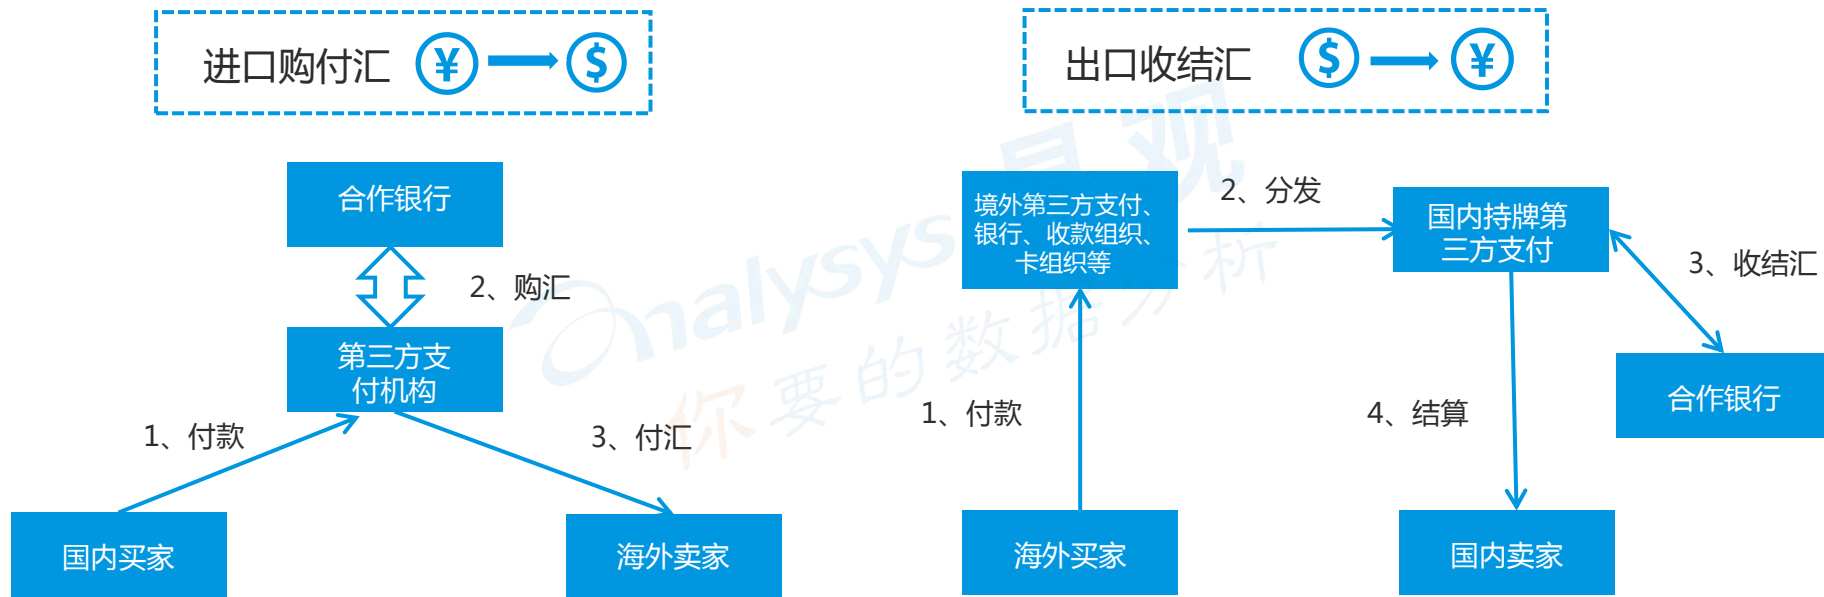 进口购付汇 ¥ $
合作银行
2、购汇
第三方支
付机构
1、付款
3、付汇
国内买家
海外卖家
出口收结汇 $ ¥
境外第三方支付、
银行、收款组织、
卡组织等
2、分发
国内持牌第
三方支付
3、收结汇
合作银行
1、付款
4、结算
海外买家
国内卖家
易观
analysys
你要的数据分析